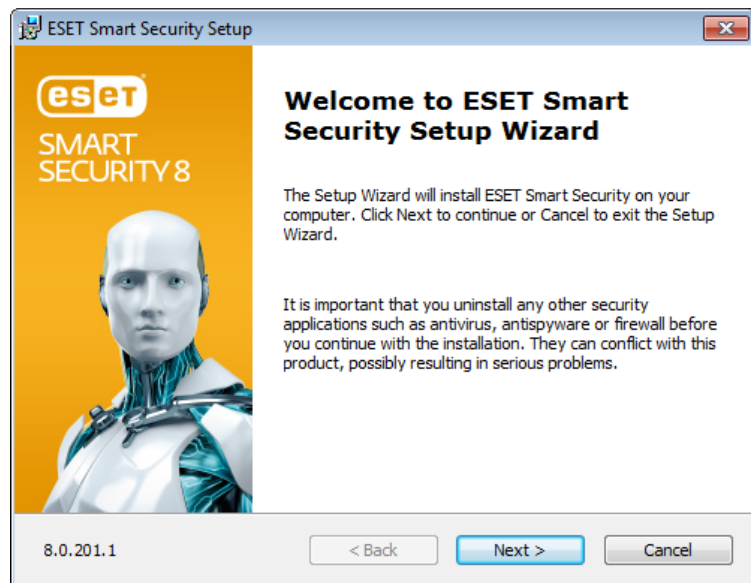 ESET Smart Security Setup
eset
SMART
SECURITY 8
Welcome to ESET Smart
Security Setup Wizard
The Setup Wizard will install ESET Smart Security on your
computer. Click Next to continue or Cancel to exit the Setup
Wizard.
It is important that you uninstall any other security
applications such as antivirus, antispyware or firewall before
you continue with the installation. They can conflict with this
product, possibly resulting in serious problems.
8.0.201.1
< Back
Next >
Cancel